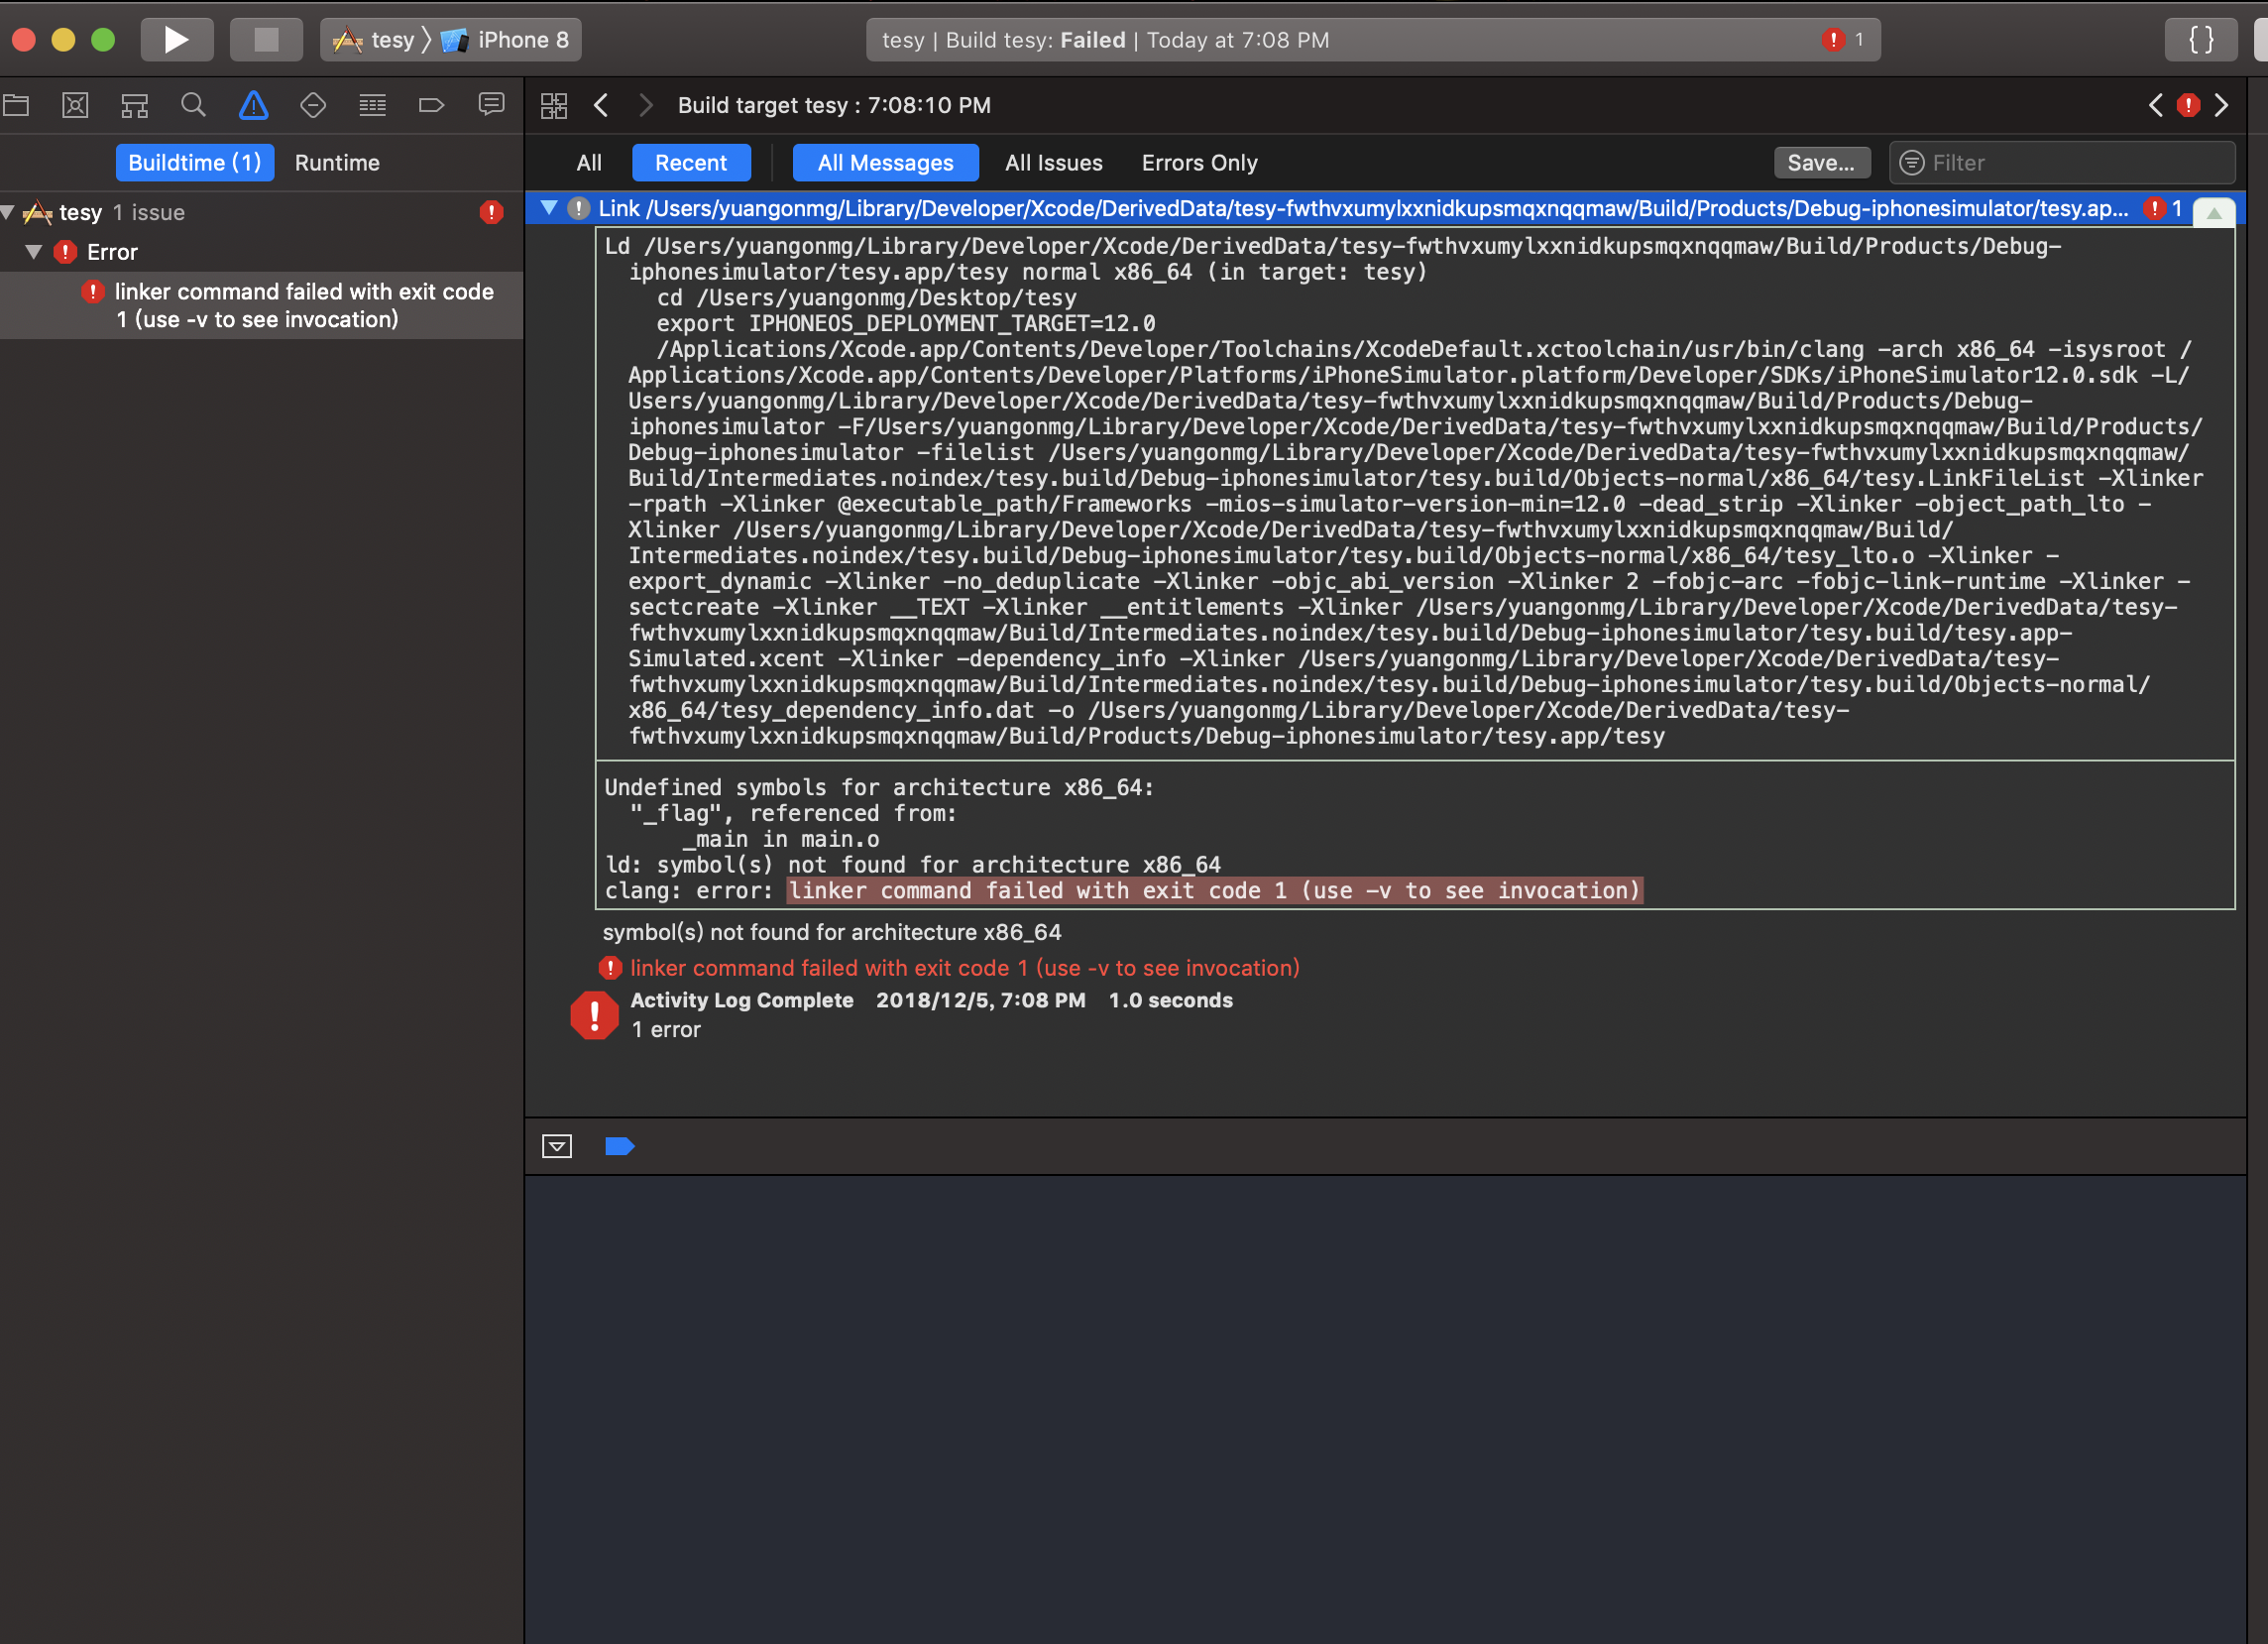 tesy 〉 iPhone 8
tesy | Build tesy: Failed | Today at 7:08 PM
1
{ }
Build target tesy : 7:08:10 PM
Buildtime (1) Runtime
All Recent All Messages All Issues Errors Only Save... Filter
tesy 1 issue
Error
linker command failed with exit code
1 (use -v to see invocation)
Link /Users/yuangonmg/Library/Developer/Xcode/DerivedData/tesy-fwthvxumylxxnidkupsmqxnqqmaw/Build/Products/Debug-iphonesimulator/tesy.ap... 1
Ld /Users/yuangonmg/Library/Developer/Xcode/DerivedData/tesy-fwthvxumylxxnidkupsmqxnqqmaw/Build/Products/Debug-
iphonesimulator/tesy.app/tesy normal x86_64 (in target: tesy)
cd /Users/yuangonmg/Desktop/tesy
export IPHONEOS_DEPLOYMENT_TARGET=12.0
/Applications/Xcode.app/Contents/Developer/Toolchains/XcodeDefault.xctoolchain/usr/bin/clang -arch x86_64 -isysroot /
Applications/Xcode.app/Contents/Developer/Platforms/iPhoneSimulator.platform/Developer/SDKs/iPhoneSimulator12.0.sdk -L/
Users/yuangonmg/Library/Developer/Xcode/DerivedData/tesy-fwthvxumylxxnidkupsmqxnqqmaw/Build/Products/Debug-
iphonesimulator -F/Users/yuangonmg/Library/Developer/Xcode/DerivedData/tesy-fwthvxumylxxnidkupsmqxnqqmaw/Build/Products/
Debug-iphonesimulator -filelist /Users/yuangonmg/Library/Developer/Xcode/DerivedData/tesy-fwthvxumylxxnidkupsmqxnqqmaw/
Build/Intermediates.noindex/tesy.build/Debug-iphonesimulator/tesy.build/Objects-normal/x86_64/tesy.LinkFileList -Xlinker
-rpath -Xlinker @executable_path/Frameworks -mios-simulator-version-min=12.0 -dead_strip -Xlinker -object_path_lto -
Xlinker /Users/yuangonmg/Library/Developer/Xcode/DerivedData/tesy-fwthvxumylxxnidkupsmqxnqqmaw/Build/
Intermediates.noindex/tesy.build/Debug-iphonesimulator/tesy.build/Objects-normal/x86_64/tesy_lto.o -Xlinker -
export_dynamic -Xlinker -no_deduplicate -Xlinker -objc_abi_version -Xlinker 2 -fobjc-arc -fobjc-link-runtime -Xlinker -
sectcreate -Xlinker __TEXT -Xlinker __entitlements -Xlinker /Users/yuangonmg/Library/Developer/Xcode/DerivedData/tesy-
fwthvxumylxxnidkupsmqxnqqmaw/Build/Intermediates.noindex/tesy.build/Debug-iphonesimulator/tesy.build/tesy.app-
Simulated.xcent -Xlinker -dependency_info -Xlinker /Users/yuangonmg/Library/Developer/Xcode/DerivedData/tesy-
fwthvxumylxxnidkupsmqxnqqmaw/Build/Intermediates.noindex/tesy.build/Debug-iphonesimulator/tesy.build/Objects-normal/
x86_64/tesy_dependency_info.dat -o /Users/yuangonmg/Library/Developer/Xcode/DerivedData/tesy-
fwthvxumylxxnidkupsmqxnqqmaw/Build/Products/Debug-iphonesimulator/tesy.app/tesy
Undefined symbols for architecture x86_64:
"_flag", referenced from:
_main in main.o
ld: symbol(s) not found for architecture x86_64
clang: error: linker command failed with exit code 1 (use -v to see invocation)
symbol(s) not found for architecture x86_64
linker command failed with exit code 1 (use -v to see invocation)
Activity Log Complete 2018/12/5, 7:08 PM 1.0 seconds
1 error